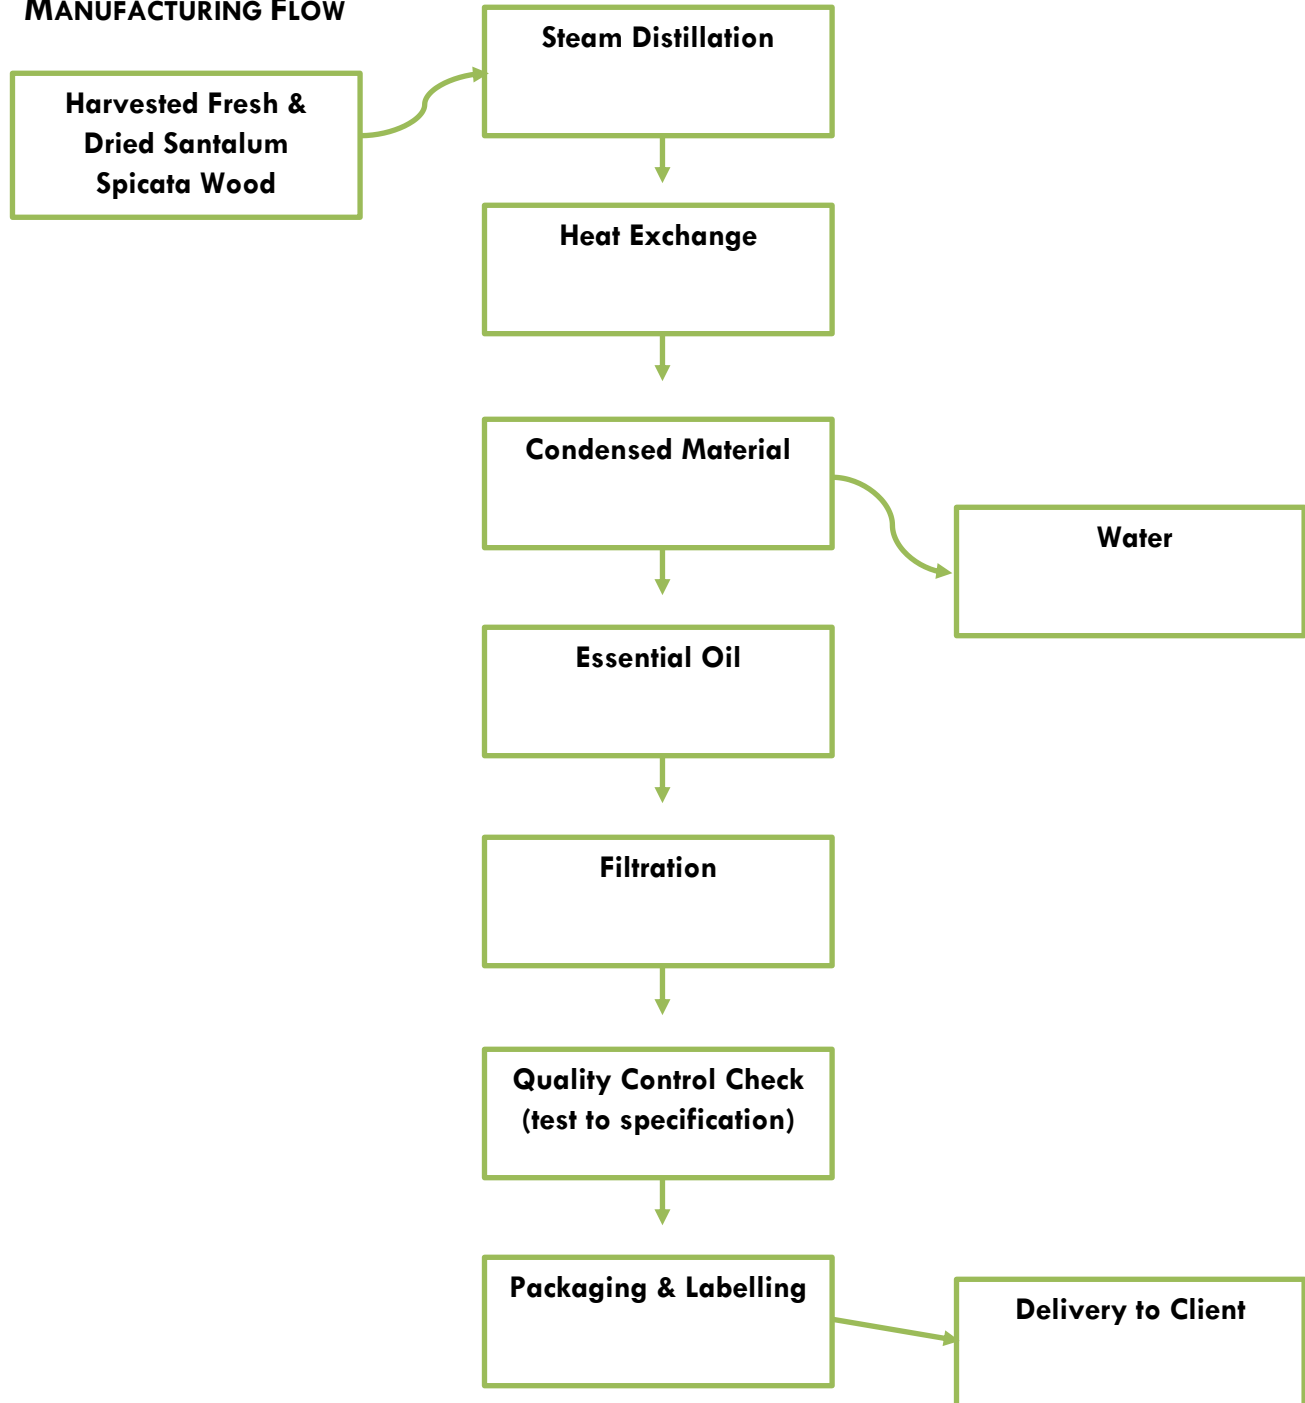 MANUFACTURING FLOW
Steam Distillation
Harvested Fresh &
Dried Santalum
Spicata Wood
Heat Exchange
Condensed Material
Water
Essential Oil
Filtration
Quality Control Check
(test to specification)
Packaging & Labelling
Delivery to Client